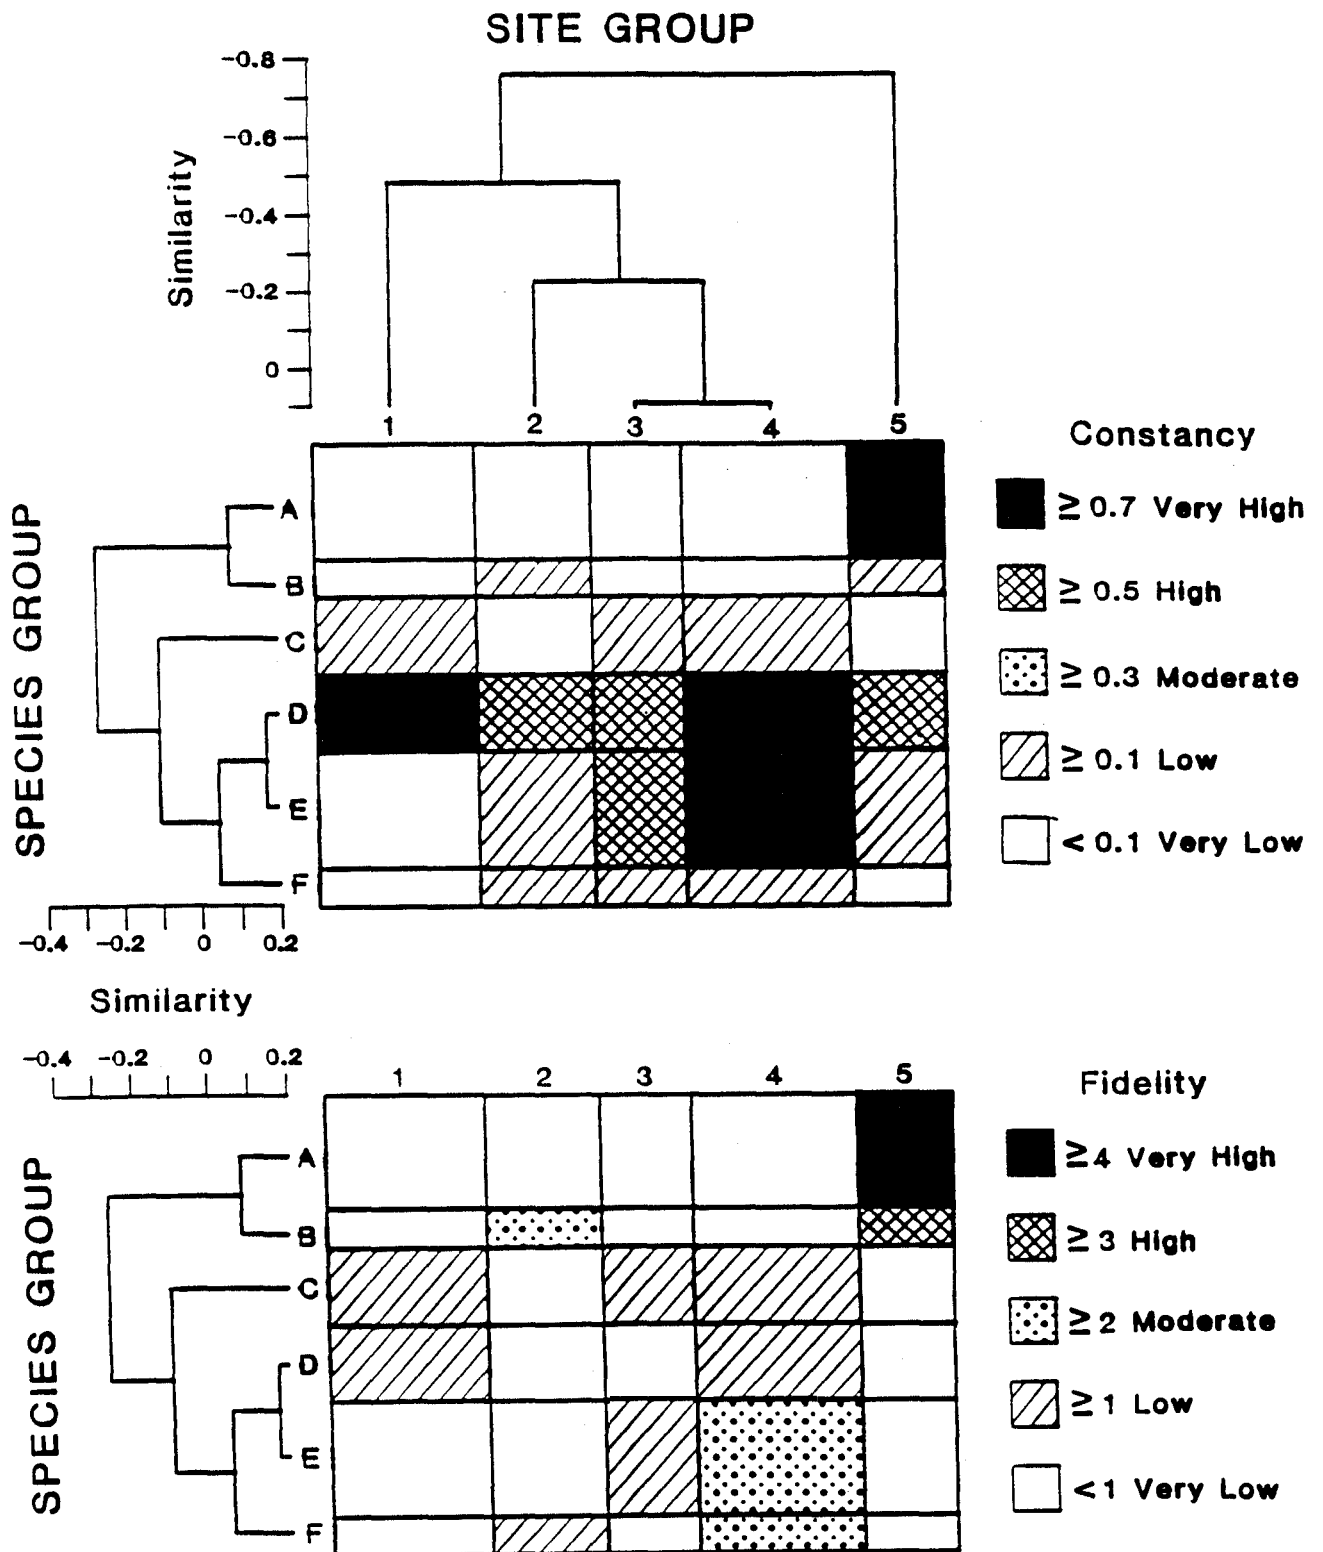 SITE GROUP
Similarity
-0.8
-0.6
-0.4
-0.2
0
1 2 3 4 5
SPECIES GROUP
A
B
C
D
E
F
-0.4 -0.2 0 0.2
Similarity
Constancy
≥ 0.7 Very High
≥ 0.5 High
≥ 0.3 Moderate
≥ 0.1 Low
< 0.1 Very Low
-0.4 -0.2 0 0.2
1 2 3 4 5
SPECIES GROUP
A
B
C
D
E
F
Fidelity
≥4 Very High
≥3 High
≥2 Moderate
≥1 Low
<1 Very Low